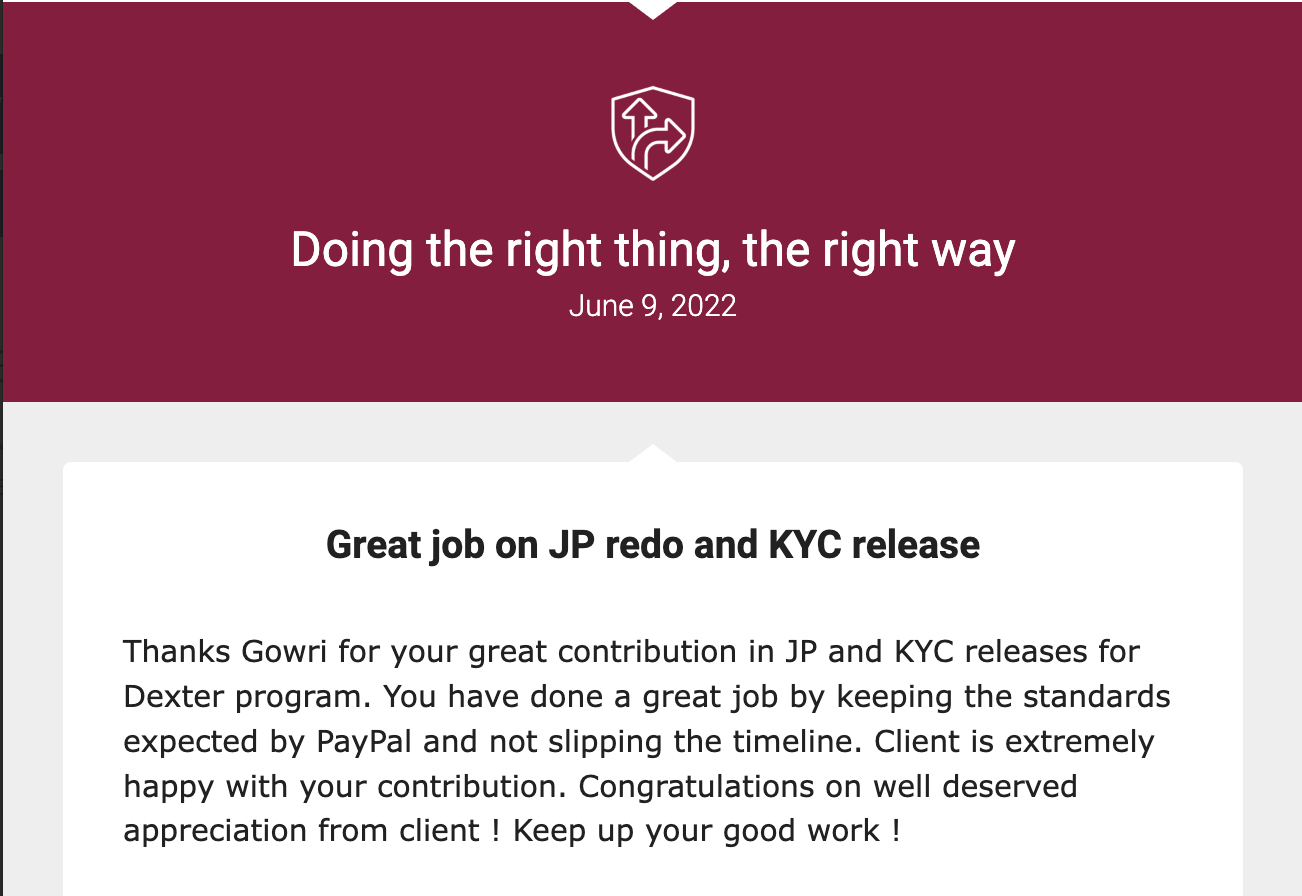 Doing the right thing, the right way
June 9, 2022
Great job on JP redo and KYC release
Thanks Gowri for your great contribution in JP and KYC releases for
Dexter program. You have done a great job by keeping the standards
expected by PayPal and not slipping the timeline. Client is extremely
happy with your contribution. Congratulations on well deserved
appreciation from client ! Keep up your good work !